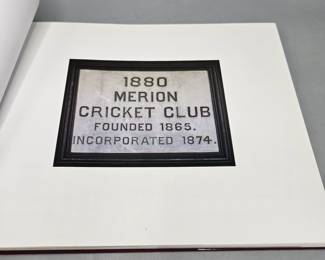 1880
MERION
CRICKET CLUB
FOUNDED 1865.
INCORPORATED 1874.